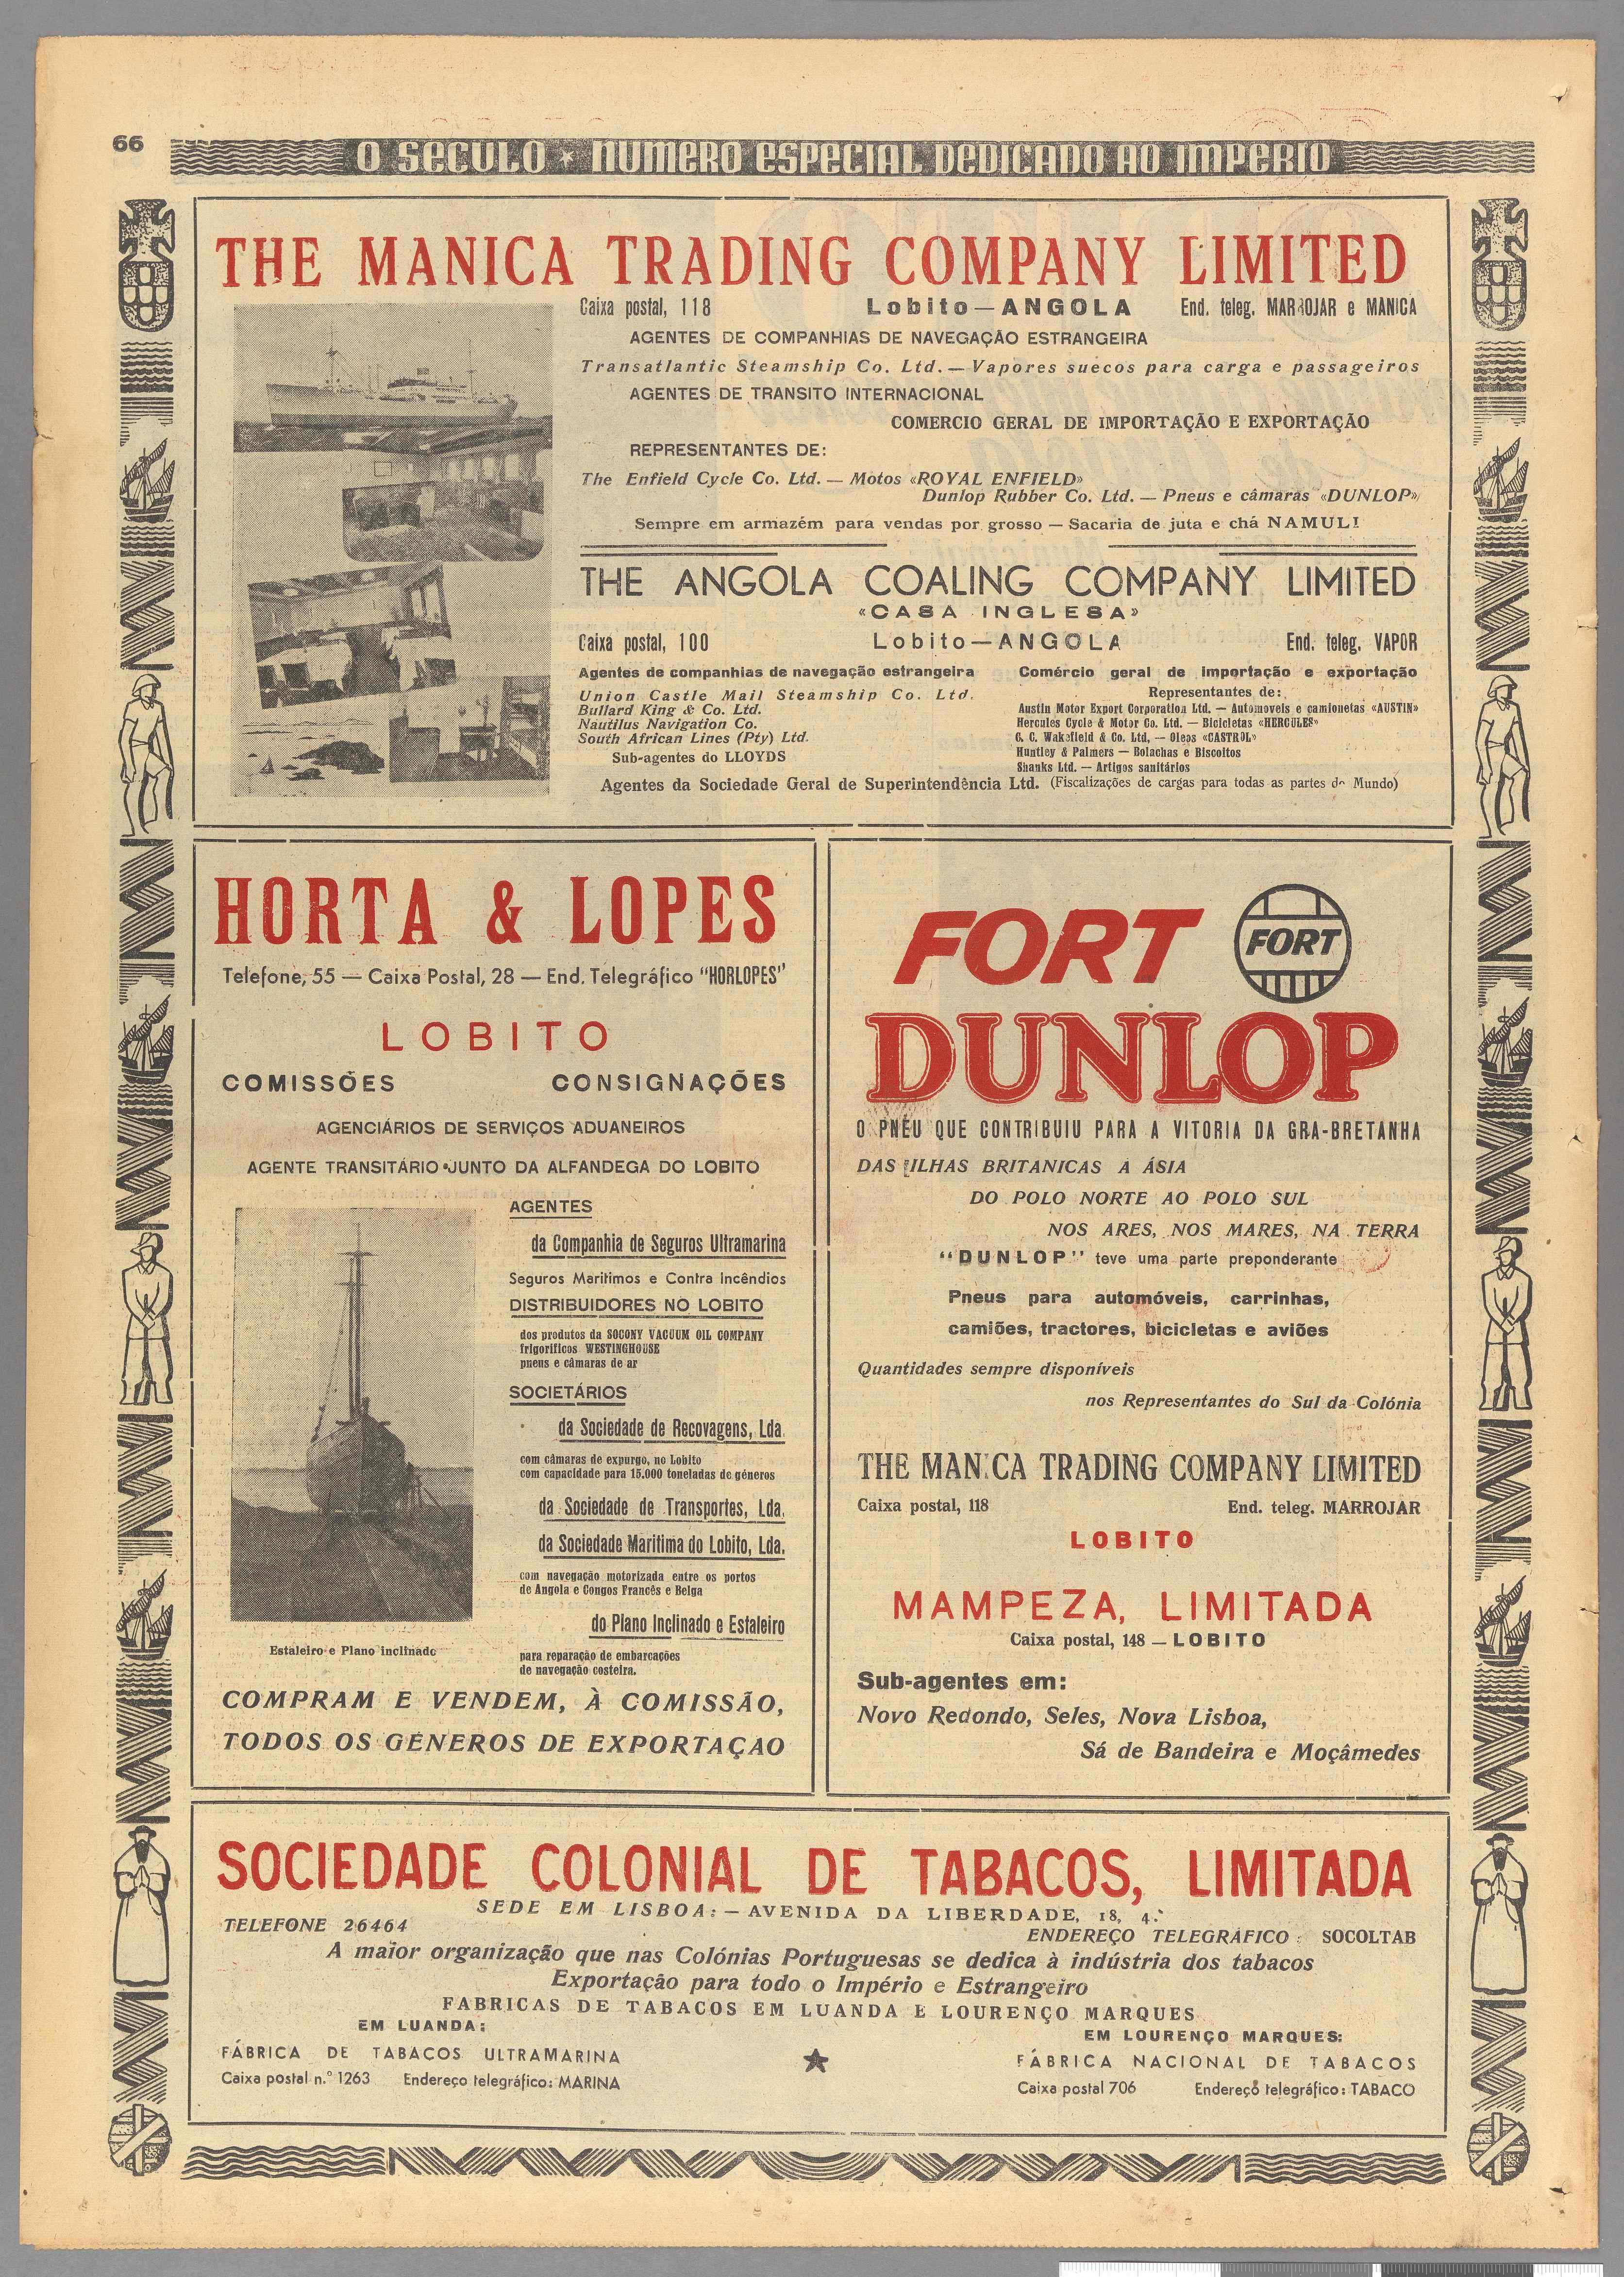 66
O SECULO * NUMERO ESPECIAL DEDICADO AO IMPERIO
THE MANICA TRADING COMPANY LIMITED
Caixa postal, 118 Lobito — ANGOLA End. teleg. MARROJAR e MANICA
AGENTES DE COMPANHIAS DE NAVEGAÇÃO ESTRANGEIRA
Transatlantic Steamship Co. Ltd. — Vapores suecos para carga e passageiros
AGENTES DE TRANSITO INTERNACIONAL
COMERCIO GERAL DE IMPORTAÇÃO E EXPORTAÇÃO
REPRESENTANTES DE:
The Enfield Cycle Co. Ltd. — Motos «ROYAL ENFIELD»
Dunlop Rubber Co. Ltd. — Pneus e câmaras «DUNLOP»
Sempre em armazém para vendas por grosso — Sacaria de juta e chá NAMULI
THE ANGOLA COALING COMPANY LIMITED
«CASA INGLESA»
Caixa postal, 100 Lobito — ANGOLA End. teleg. VAPOR
Agentes de companhias de navegação estrangeira
Union Castle Mail Steamship Co. Ltd.
Bullard King & Co. Ltd.
Nautilus Navigation Co.
South African Lines (Pty) Ltd.
Sub-agentes do LLOYDS
Comércio geral de importação e exportação
Representantes de:
Austin Motor Export Corporation Ltd. — Automoveis e camionetas «AUSTIN»
Hercules Cycle & Motor Co. Ltd. — Bicicletas «HERCULES»
C. C. Wakefield & Co. Ltd, — Oleos «CASTROL»
Huntley & Palmers — Bolachas e Biscoitos
Shanks Ltd. — Artigos sanitários
Agentes da Sociedade Geral de Superintendência Ltd. (Fiscalizações de cargas para todas as partes do Mundo)
HORTA & LOPES
Telefone, 55 — Caixa Postal, 28 — End. Telegráfico "HORLOPES"
LOBITO
COMISSÕES CONSIGNAÇÕES
AGENCIÁRIOS DE SERVIÇOS ADUANEIROS
AGENTE TRANSITÁRIO JUNTO DA ALFANDEGA DO LOBITO
AGENTES
da Companhia de Seguros Ultramarina
Seguros Maritimos e Contra Incêndios
DISTRIBUIDORES NO LOBITO
dos produtos da SOCONY VACUUM OIL COMPANY
frigorificos WESTINGHOUSE
pneus e câmaras de ar
SOCIETÁRIOS
da Sociedade de Recovagens, Lda.
com câmaras de expurgo, no Lobito
com capacidade para 15.000 toneladas de géneros
da Sociedade de Transportes, Lda.
da Sociedade Maritima do Lobito, Lda.
com navegação motorizada entre os portos
de Angola e Congos Francês e Belga
do Plano Inclinado e Estaleiro
para reparação de embarcações
de navegação costeira.
Estaleiro e Plano inclinado
COMPRAM E VENDEM, À COMISSÃO,
TODOS OS GÉNEROS DE EXPORTAÇAO
FORT
FORT
DUNLOP
O PNEU QUE CONTRIBUIU PARA A VITORIA DA GRA-BRETANHA
DAS ILHAS BRITANICAS A ÁSIA
DO POLO NORTE AO POLO SUL
NOS ARES, NOS MARES, NA TERRA
"DUNLOP" teve uma parte preponderante
Pneus para automóveis, carrinhas,
camiões, tractores, bicicletas e aviões
Quantidades sempre disponíveis
nos Representantes do Sul da Colónia
THE MANICA TRADING COMPANY LIMITED
Caixa postal, 118 End. teleg. MARROJAR
LOBITO
MAMPEZA, LIMITADA
Caixa postal, 148 — LOBITO
Sub-agentes em:
Novo Redondo, Seles, Nova Lisboa,
Sá de Bandeira e Moçâmedes
SOCIEDADE COLONIAL DE TABACOS, LIMITADA
SEDE EM LISBOA: — AVENIDA DA LIBERDADE, 18, 4.º
TELEFONE 26464 ENDEREÇO TELEGRÁFICO: SOCOLTAB
A maior organização que nas Colónias Portuguesas se dedica à indústria dos tabacos
Exportação para todo o Império e Estrangeiro
FABRICAS DE TABACOS EM LUANDA E LOURENÇO MARQUES
EM LUANDA:
FÁBRICA DE TABACOS ULTRAMARINA
Caixa postal n.º 1263 Endereço telegráfico: MARINA
EM LOURENÇO MARQUES:
FÁBRICA NACIONAL DE TABACOS
Caixa postal 706 Endereço telegráfico: TABACO